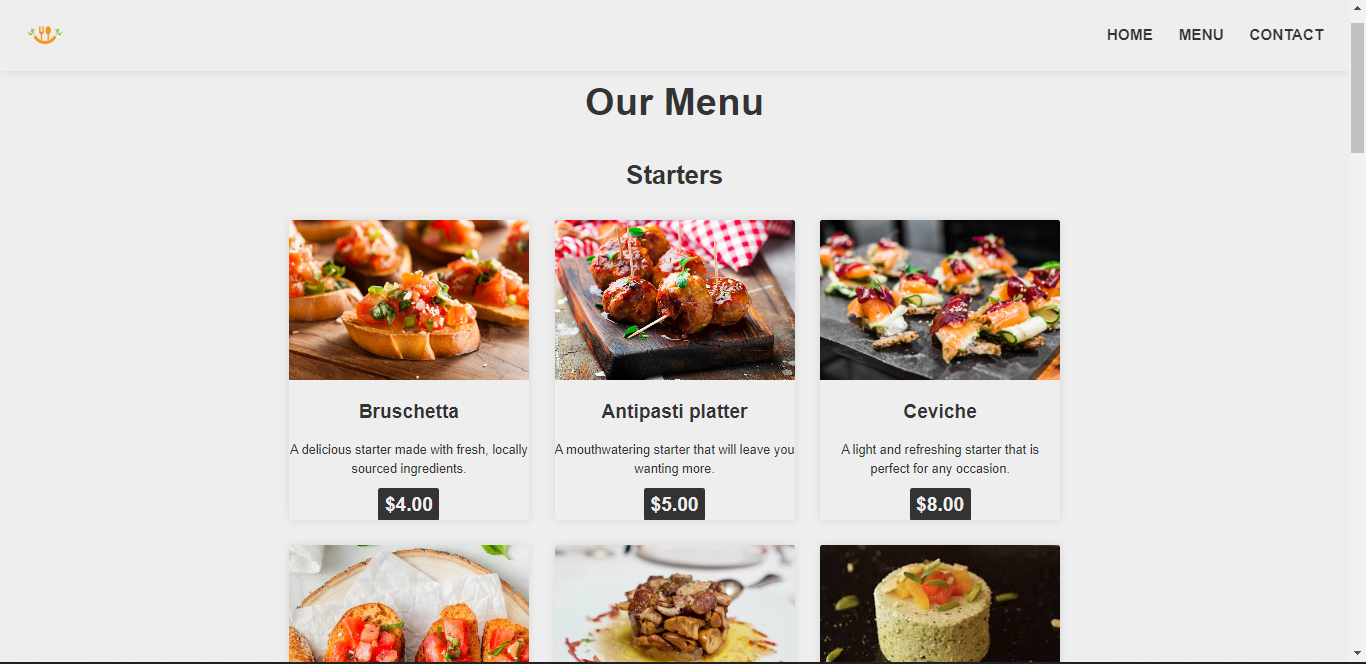 HOME MENU CONTACT
Our Menu
Starters
Bruschetta
A delicious starter made with fresh, locally
sourced ingredients.
$4.00
Antipasti platter
A mouthwatering starter that will leave you
wanting more.
$5.00
Ceviche
A light and refreshing starter that is
perfect for any occasion.
$8.00